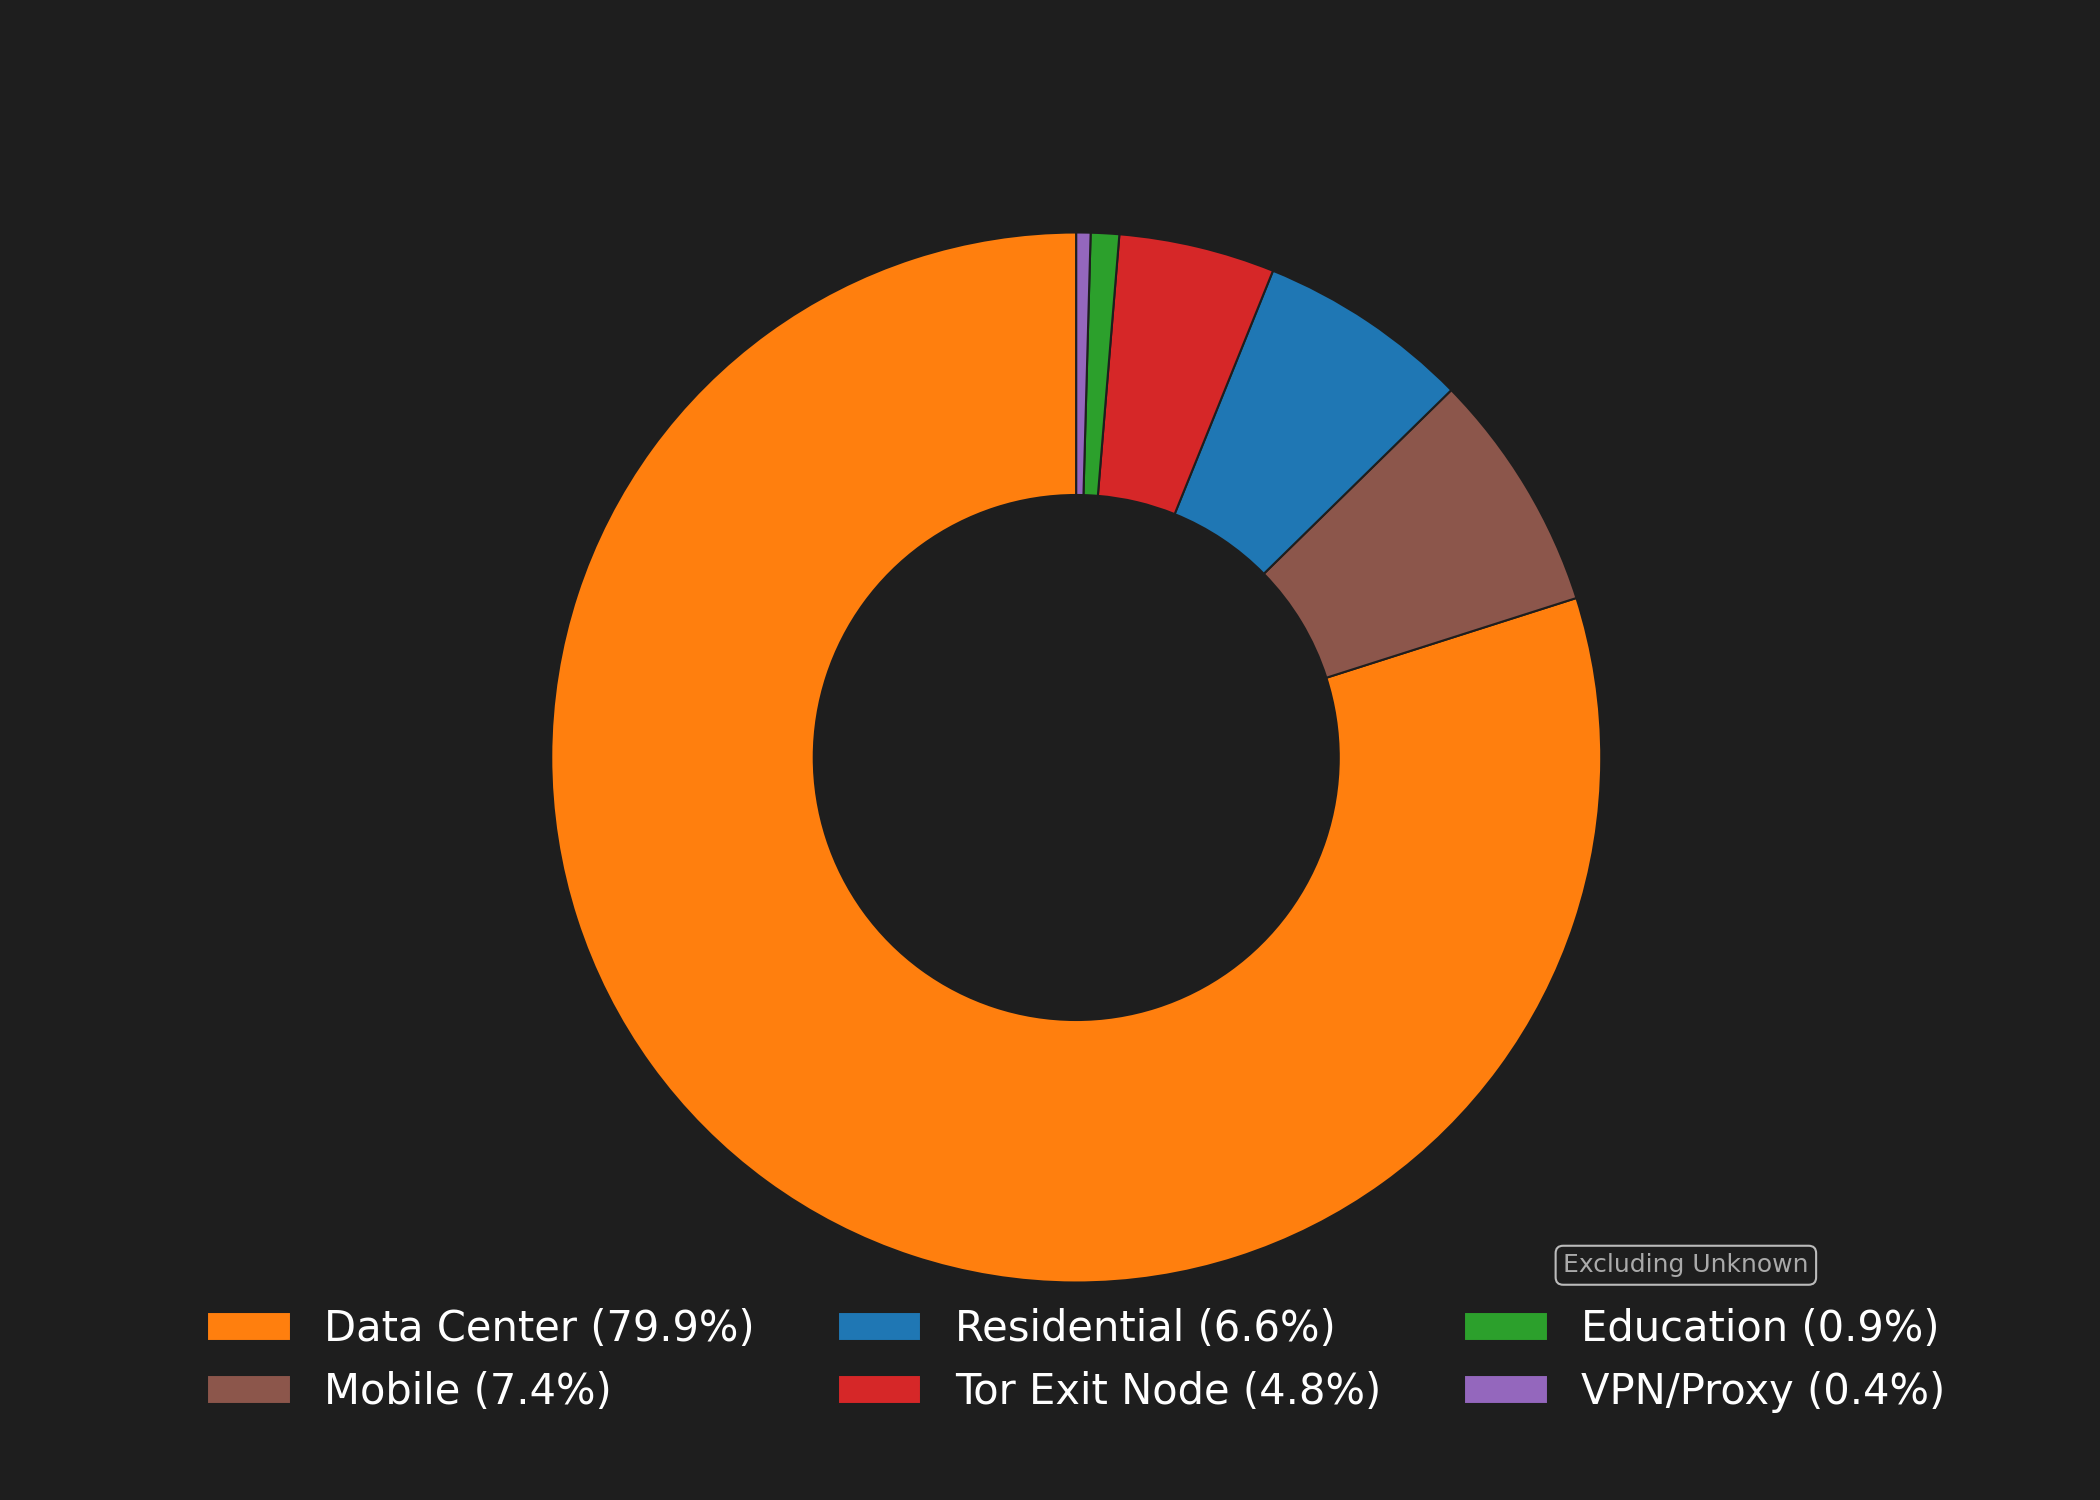 Excluding Unknown
Data Center (79.9%)
Mobile (7.4%)
Residential (6.6%)
Tor Exit Node (4.8%)
Education (0.9%)
VPN/Proxy (0.4%)